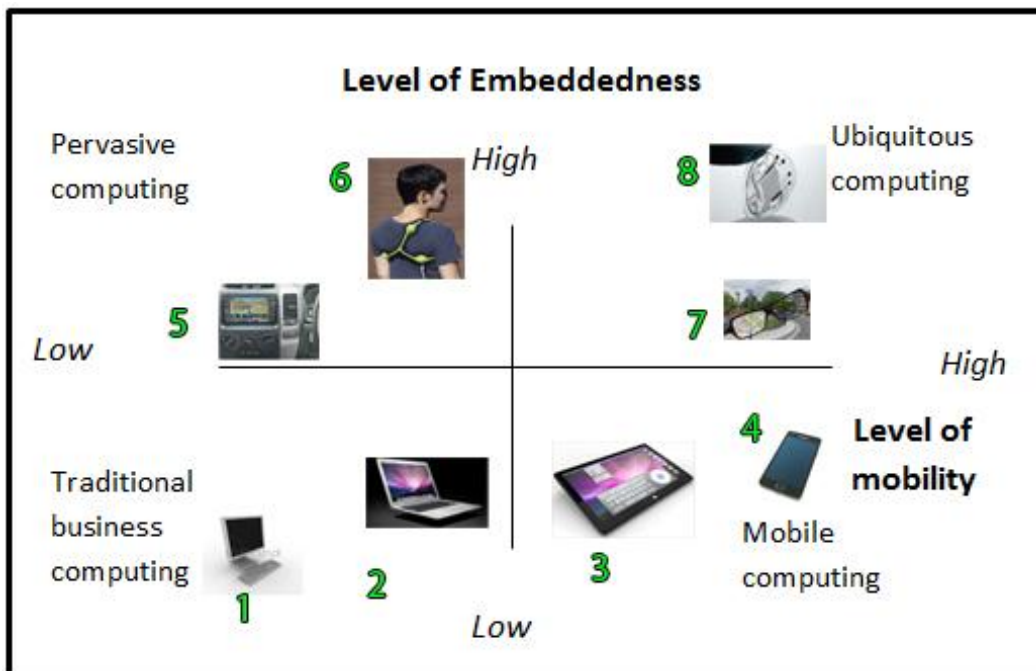 Level of Embeddedness
Pervasive
computing
6
High
8
Ubiquitous
computing
5
7
Low
High
4
Level of
mobility
Traditional
business
computing
Mobile
computing
1
2
3
Low